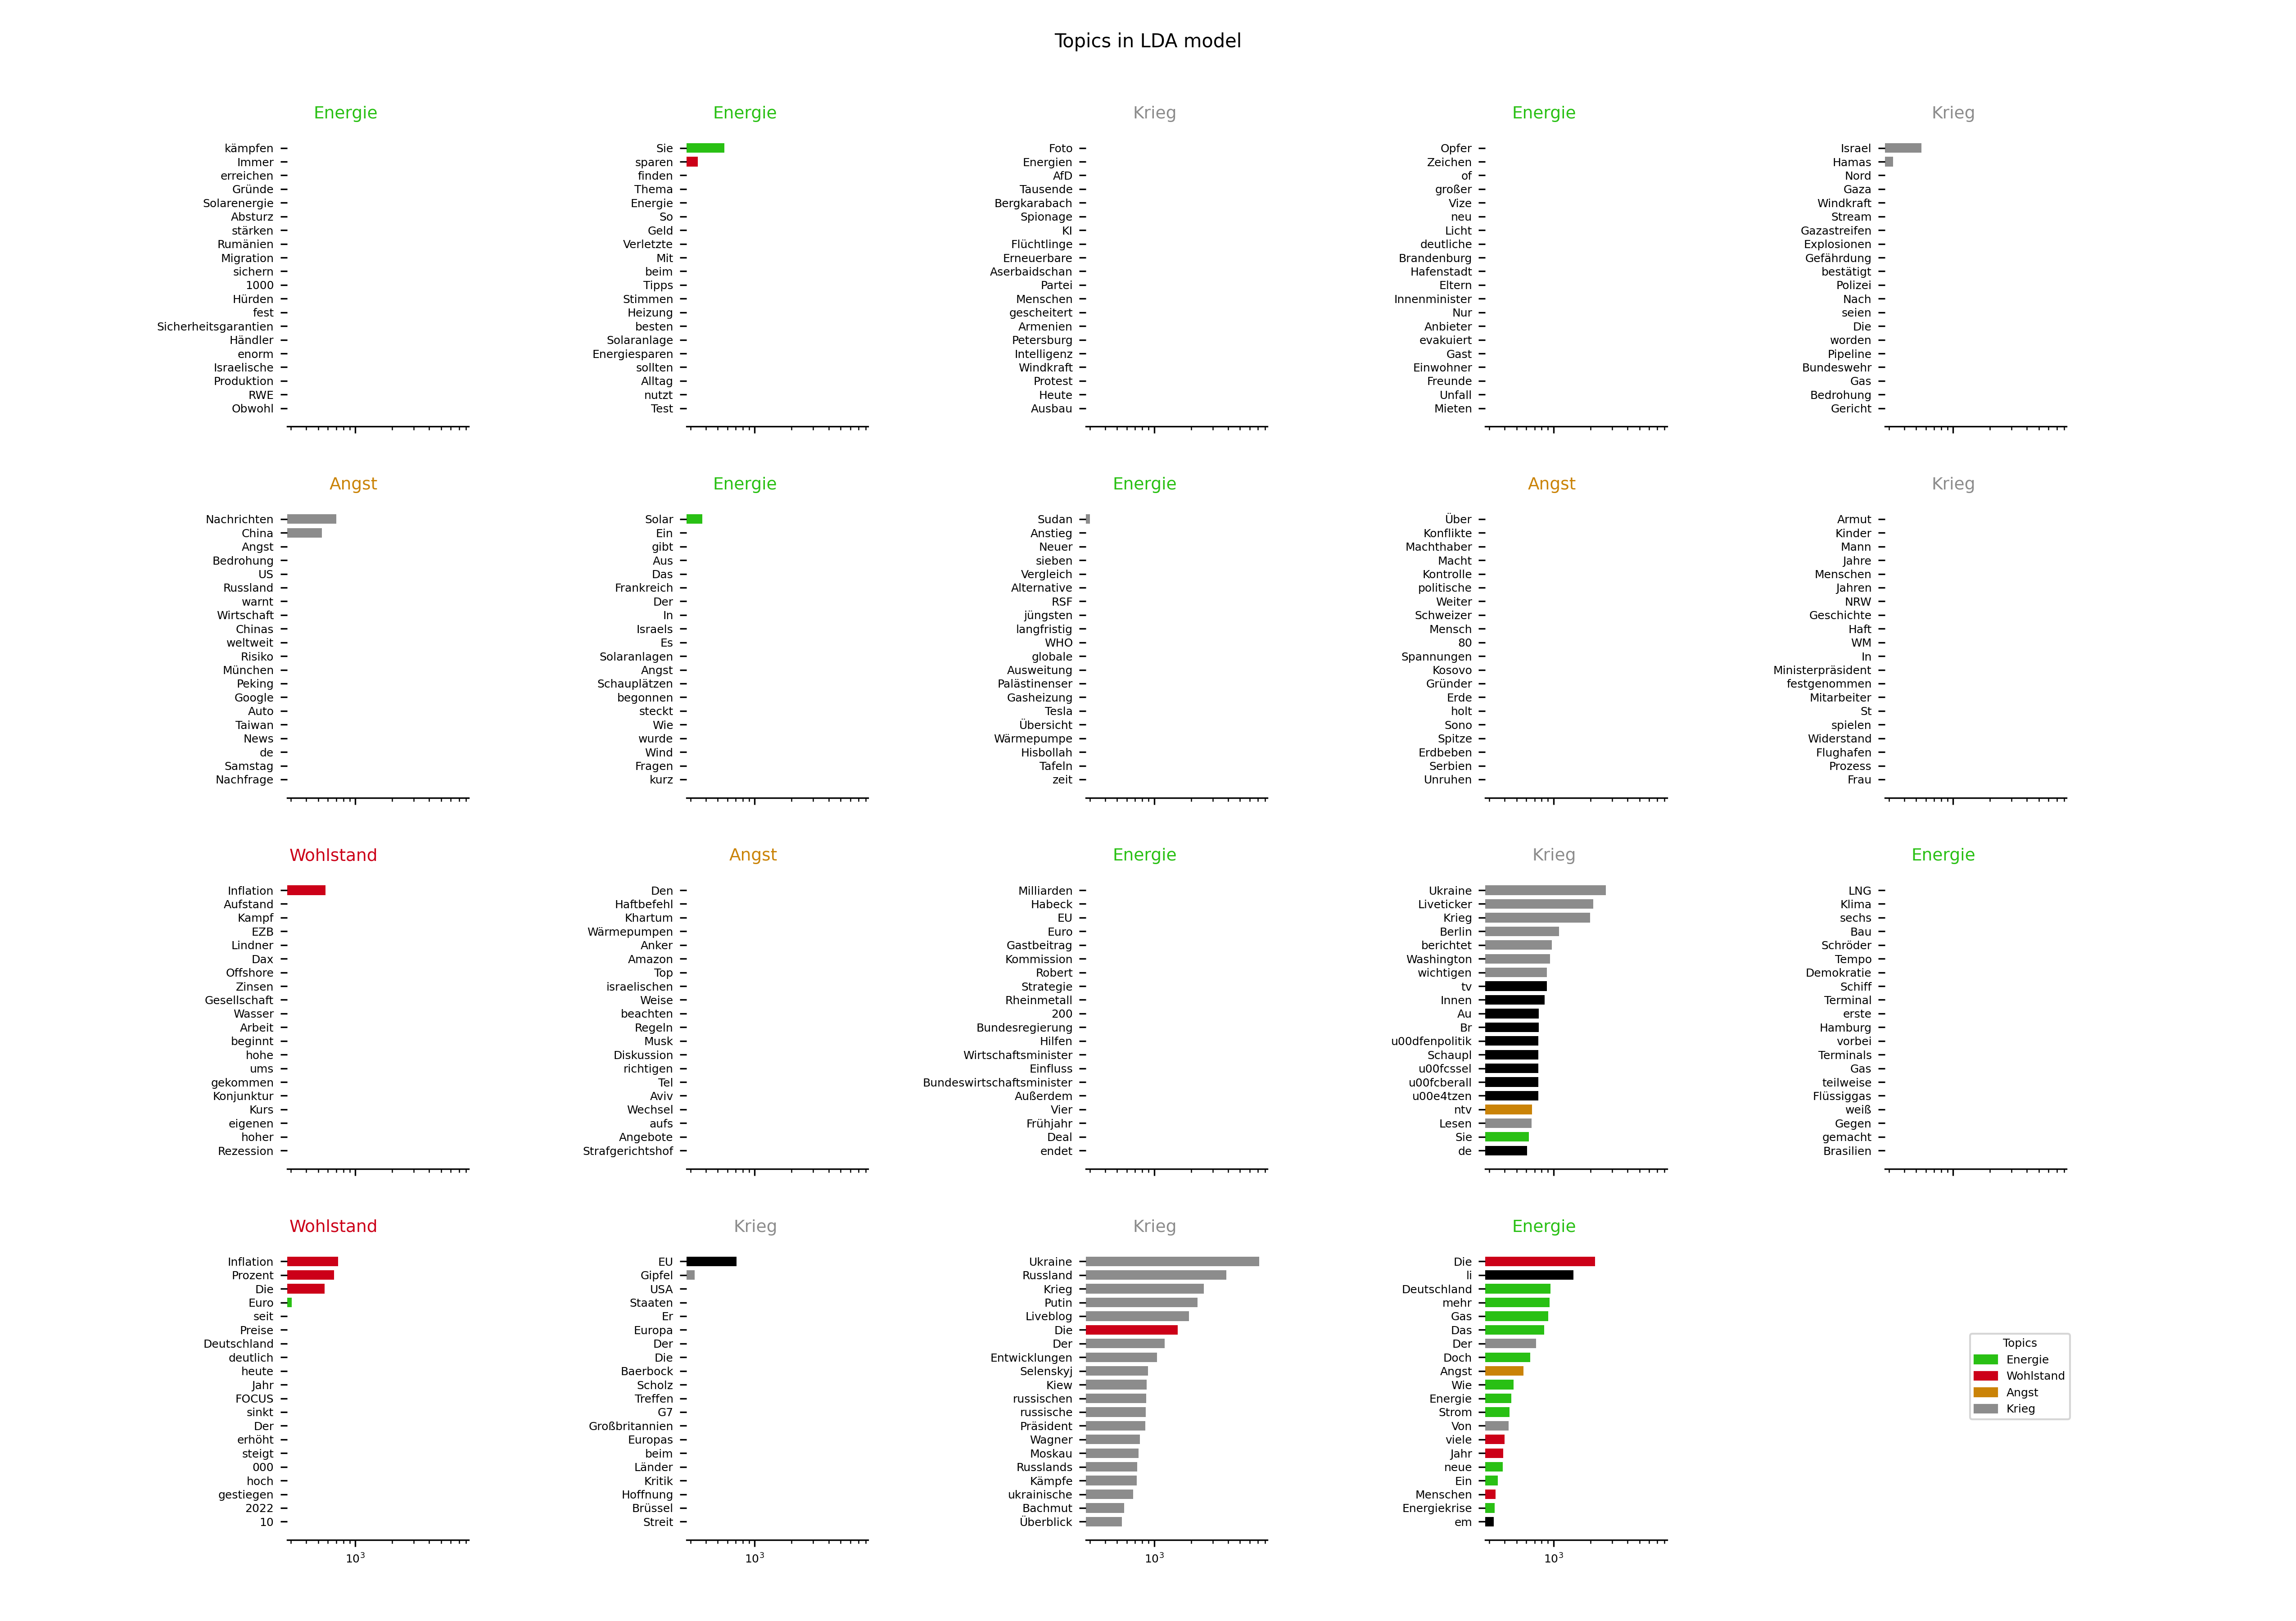 Topics in LDA model
Energie
kämpfen
Immer
erreichen
Gründe
Solarenergie
Absturz
stärken
Rumänien
Migration
sichern
1000
Hürden
fest
Sicherheitsgarantien
Händler
enorm
Israelische
Produktion
RWE
Obwohl
Energie
Sie
sparen
finden
Thema
Energie
So
Geld
Verletzte
Mit
beim
Tipps
Stimmen
Heizung
besten
Solaranlage
Energiesparen
sollten
Alltag
nutzt
Test
Krieg
Foto
Energien
AfD
Tausende
Bergkarabach
Spionage
KI
Flüchtlinge
Erneuerbare
Aserbaidschan
Partei
Menschen
gescheitert
Armenien
Petersburg
Intelligenz
Windkraft
Protest
Heute
Ausbau
Energie
Opfer
Zeichen
of
großer
Vize
neu
Licht
deutliche
Brandenburg
Hafenstadt
Eltern
Innenminister
Nur
Anbieter
evakuiert
Gast
Einwohner
Freunde
Unfall
Mieten
Krieg
Israel
Hamas
Nord
Gaza
Windkraft
Stream
Gazastreifen
Explosionen
Gefährdung
bestätigt
Polizei
Nach
seien
Die
worden
Pipeline
Bundeswehr
Gas
Bedrohung
Gericht
Angst
Nachrichten
China
Angst
Bedrohung
US
Russland
warnt
Wirtschaft
Chinas
weltweit
Risiko
München
Peking
Google
Auto
Taiwan
News
de
Samstag
Nachfrage
Energie
Solar
Ein
gibt
Aus
Das
Frankreich
Der
In
Israels
Es
Solaranlagen
Angst
Schauplätzen
begonnen
steckt
Wie
wurde
Wind
Fragen
kurz
Energie
Sudan
Anstieg
Neuer
sieben
Vergleich
Alternative
RSF
jüngsten
langfristig
WHO
globale
Ausweitung
Palästinenser
Gasheizung
Tesla
Übersicht
Wärmepumpe
Hisbollah
Tafeln
zeit
Angst
Über
Konflikte
Machthaber
Macht
Kontrolle
politische
Weiter
Schweizer
Mensch
80
Spannungen
Kosovo
Gründer
Erde
holt
Sono
Spitze
Erdbeben
Serbien
Unruhen
Krieg
Armut
Kinder
Mann
Jahre
Menschen
Jahren
NRW
Geschichte
Haft
WM
In
Ministerpräsident
festgenommen
Mitarbeiter
St
spielen
Widerstand
Flughafen
Prozess
Frau
Wohlstand
Inflation
Aufstand
Kampf
EZB
Lindner
Dax
Offshore
Zinsen
Gesellschaft
Wasser
Arbeit
beginnt
hohe
ums
gekommen
Konjunktur
Kurs
eigenen
hoher
Rezession
Angst
Den
Haftbefehl
Khartum
Wärmepumpen
Anker
Amazon
Top
israelischen
Weise
beachten
Regeln
Musk
Diskussion
richtigen
Tel
Aviv
Wechsel
aufs
Angebote
Strafgerichtshof
Energie
Milliarden
Habeck
EU
Euro
Gastbeitrag
Kommission
Robert
Strategie
Rheinmetall
200
Bundesregierung
Hilfen
Wirtschaftsminister
Einfluss
Bundeswirtschaftsminister
Außerdem
Vier
Frühjahr
Deal
endet
Krieg
Ukraine
Liveticker
Krieg
Berlin
berichtet
Washington
wichtigen
tv
Innen
Au
Br
u00dfenpolitik
Schaupl
u00fcssel
u00fcberall
u00e4tzen
ntv
Lesen
Sie
de
Energie
LNG
Klima
sechs
Bau
Schröder
Tempo
Demokratie
Schiff
Terminal
erste
Hamburg
vorbei
Terminals
Gas
teilweise
Flüssiggas
weiß
Gegen
gemacht
Brasilien
Wohlstand
Inflation
Prozent
Die
Euro
seit
Preise
Deutschland
deutlich
heute
Jahr
FOCUS
sinkt
Der
erhöht
steigt
000
hoch
gestiegen
2022
10
10³
Krieg
EU
Gipfel
USA
Staaten
Er
Europa
Der
Die
Baerbock
Scholz
Treffen
G7
Großbritannien
Europas
beim
Länder
Kritik
Hoffnung
Brüssel
Streit
10³
Krieg
Ukraine
Russland
Krieg
Putin
Liveblog
Die
Der
Entwicklungen
Selenskyj
Kiew
russischen
russische
Präsident
Wagner
Moskau
Russlands
Kämpfe
ukrainische
Bachmut
Überblick
10³
Energie
Die
li
Deutschland
mehr
Gas
Das
Der
Doch
Angst
Wie
Energie
Strom
Von
viele
Jahr
neue
Ein
Menschen
Energiekrise
em
10³
Topics
Energie
Wohlstand
Angst
Krieg